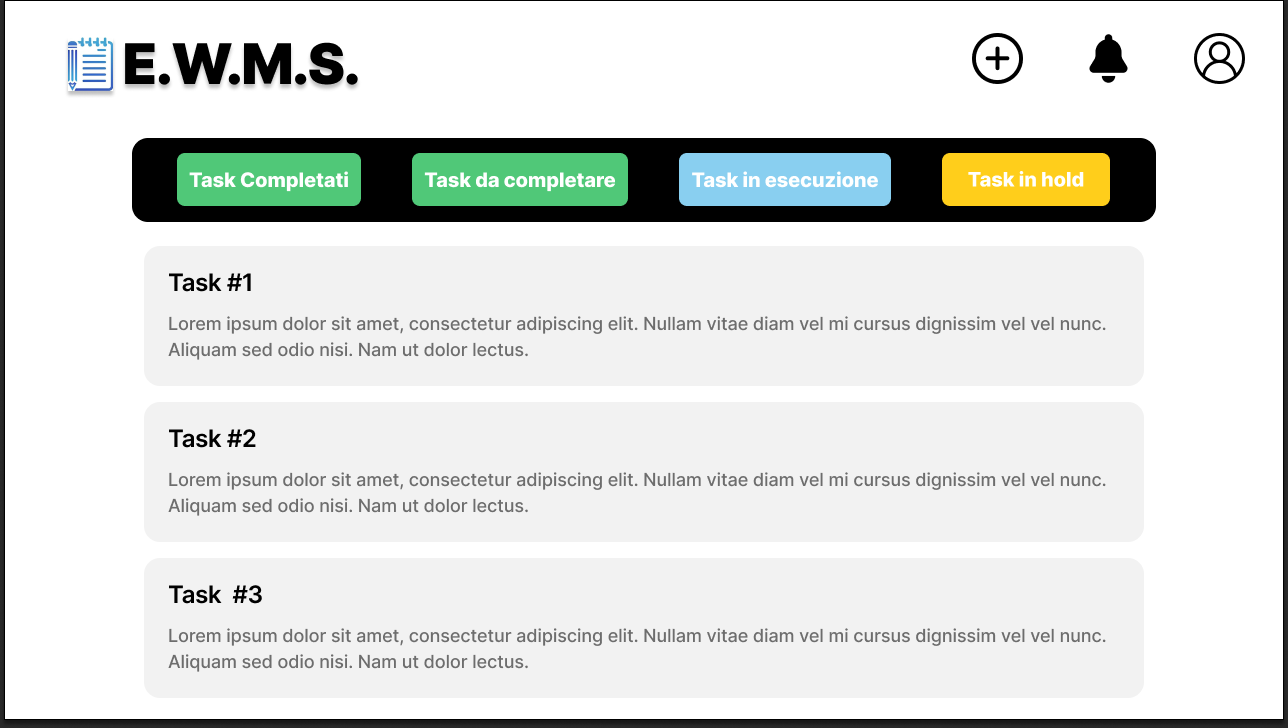 E.W.M.S.
Task Completati
Task da completare
Task in esecuzione
Task in hold
Task #1
Lorem ipsum dolor sit amet, consectetur adipiscing elit. Nullam vitae diam vel mi cursus dignissim vel vel nunc.
Aliquam sed odio nisi. Nam ut dolor lectus.
Task #2
Lorem ipsum dolor sit amet, consectetur adipiscing elit. Nullam vitae diam vel mi cursus dignissim vel vel nunc.
Aliquam sed odio nisi. Nam ut dolor lectus.
Task  #3
Lorem ipsum dolor sit amet, consectetur adipiscing elit. Nullam vitae diam vel mi cursus dignissim vel vel nunc.
Aliquam sed odio nisi. Nam ut dolor lectus.